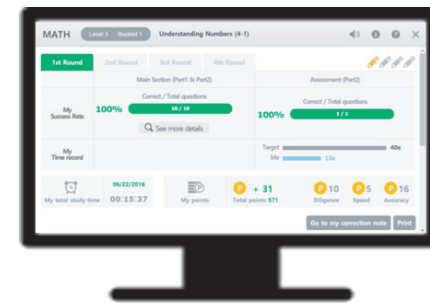 MATH Level 3 Booklet 1 Understanding Numbers (4-1)
1st Round 2nd Round 3rd Round 4th Round
Main Section (Part1 & Part2) Assessment (Part2)
My Success Rate
Correct / Total questions
100% 18 / 18
See more details
Correct / Total questions
100% 1 / 1
My Time record
Target 40s
Me 15s
My total study time 06/22/2016
00:15:37
My points
P + 31
Total points 571
P 10
Diligence
P 5
Speed
P 16
Accuracy
Go to my correction note Print